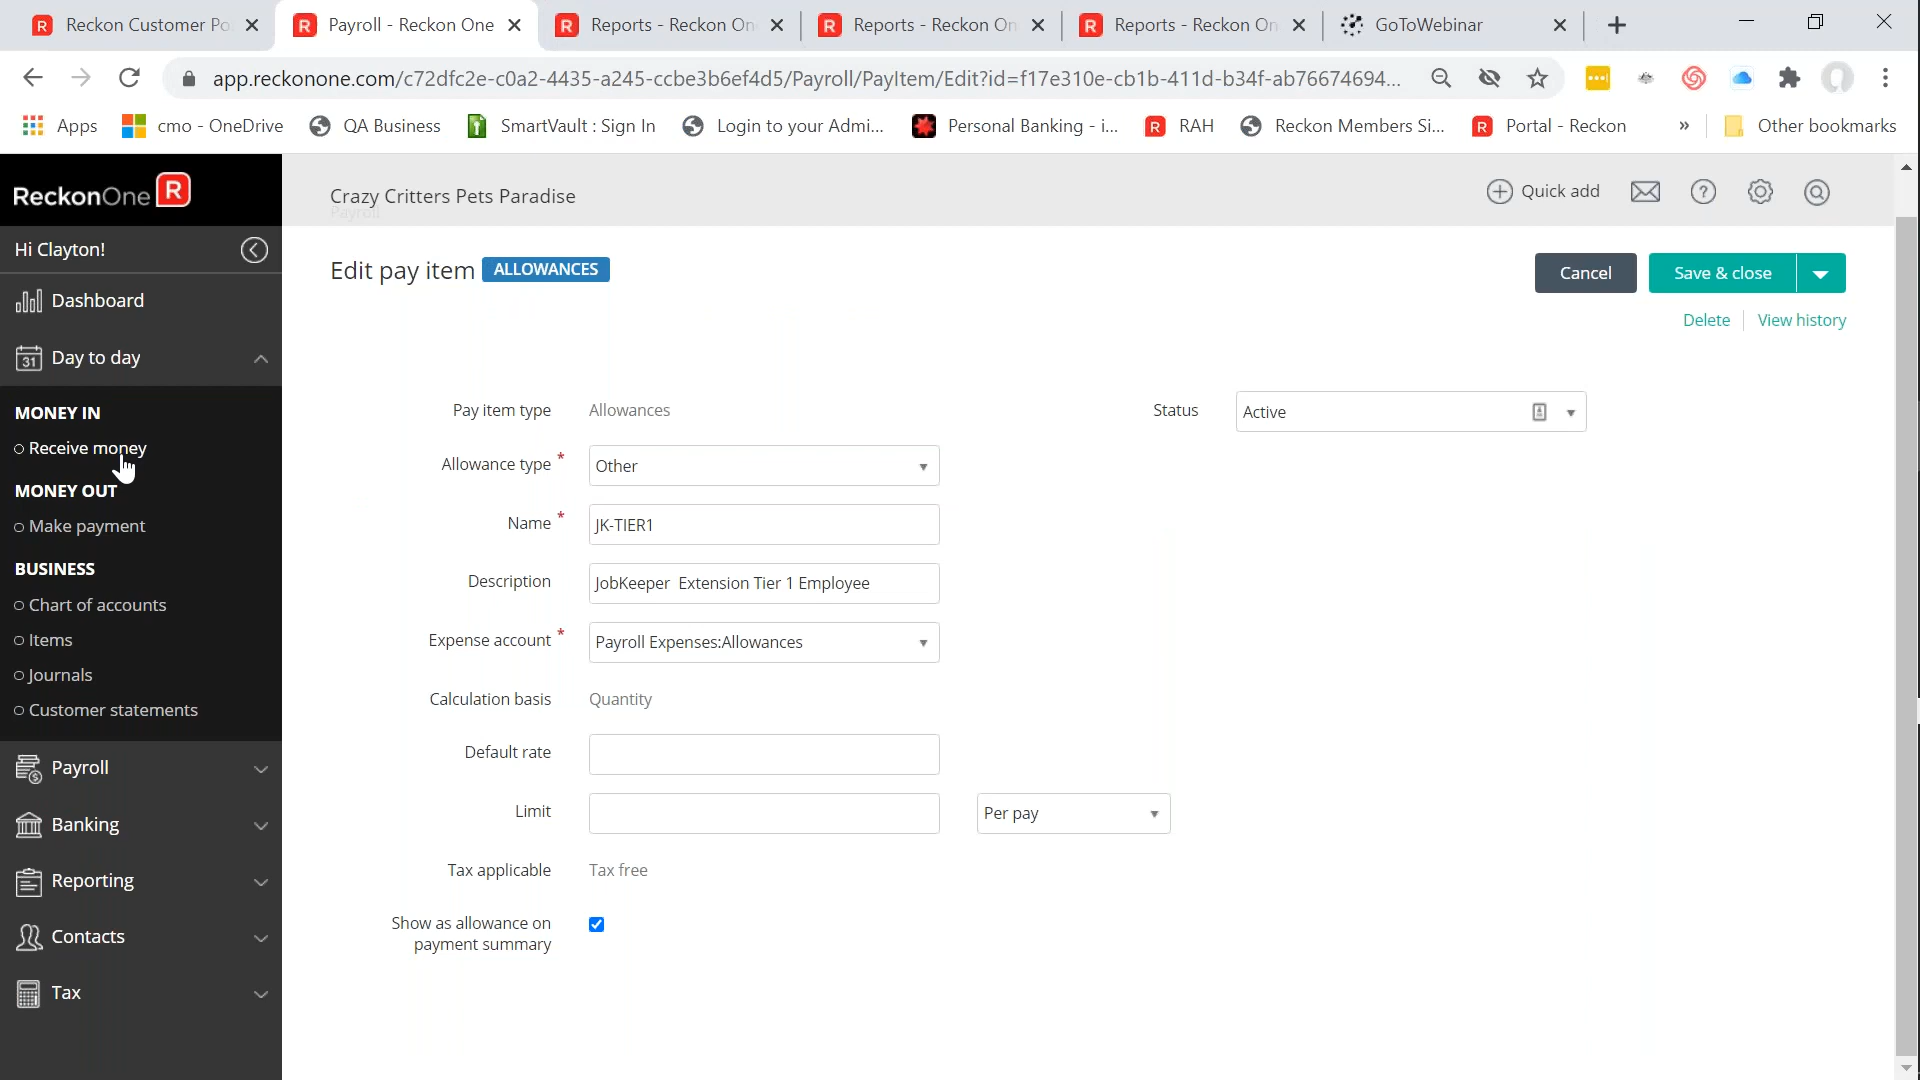 Reckon Customer Po
Payroll - Reckon One
Reports - Reckon On
Reports - Reckon On
Reports - Reckon On
GoToWebinar
app.reckonone.com/c72dfc2e-c0a2-4435-a245-ccbe3b6ef4d5/Payroll/PayItem/Edit?id=f17e310e-cb1b-411d-b34f-ab76674694...
Apps
cmo - OneDrive
QA Business
SmartVault : Sign In
Login to your Admi...
Personal Banking - i...
RAH
Reckon Members Si...
Portal - Reckon
»
Other bookmarks
ReckonOne R
Crazy Critters Pets Paradise
Payroll
Quick add
Hi Clayton!
Dashboard
31 Day to day
MONEY IN
Receive money
MONEY OUT
Make payment
BUSINESS
Chart of accounts
Items
Journals
Customer statements
Payroll
Banking
Reporting
Contacts
Tax
Edit pay item ALLOWANCES
Cancel
Save & close
Delete
View history
Pay item type Allowances
Status Active
Allowance type * Other
Name * JK-TIER1
Description JobKeeper Extension Tier 1 Employee
Expense account * Payroll Expenses:Allowances
Calculation basis Quantity
Default rate
Limit Per pay
Tax applicable Tax free
Show as allowance on
payment summary